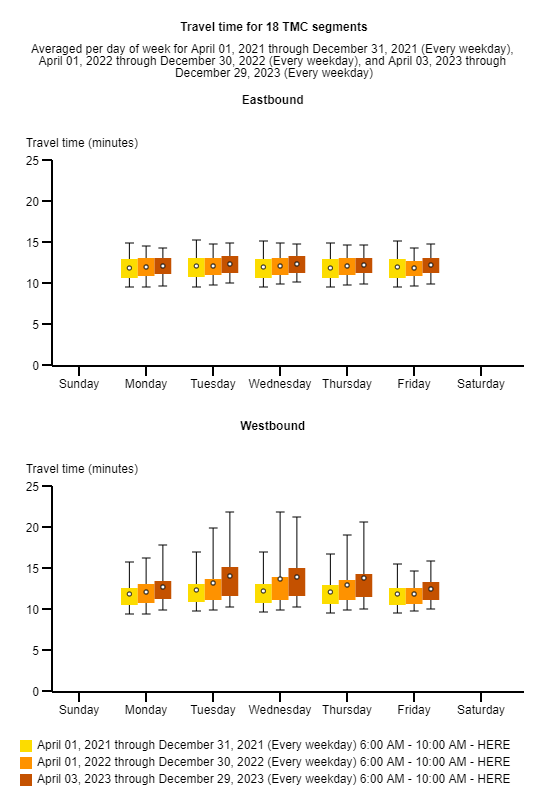 Travel time for 18 TMC segments
Averaged per day of week for April 01, 2021 through December 31, 2021 (Every weekday),
April 01, 2022 through December 30, 2022 (Every weekday), and April 03, 2023 through
December 29, 2023 (Every weekday)
Eastbound
Travel time (minutes)
25
20
15
10
5
0
Sunday Monday Tuesday Wednesday Thursday Friday Saturday
Westbound
Travel time (minutes)
25
20
15
10
5
0
Sunday Monday Tuesday Wednesday Thursday Friday Saturday
April 01, 2021 through December 31, 2021 (Every weekday) 6:00 AM - 10:00 AM - HERE
April 01, 2022 through December 30, 2022 (Every weekday) 6:00 AM - 10:00 AM - HERE
April 03, 2023 through December 29, 2023 (Every weekday) 6:00 AM - 10:00 AM - HERE